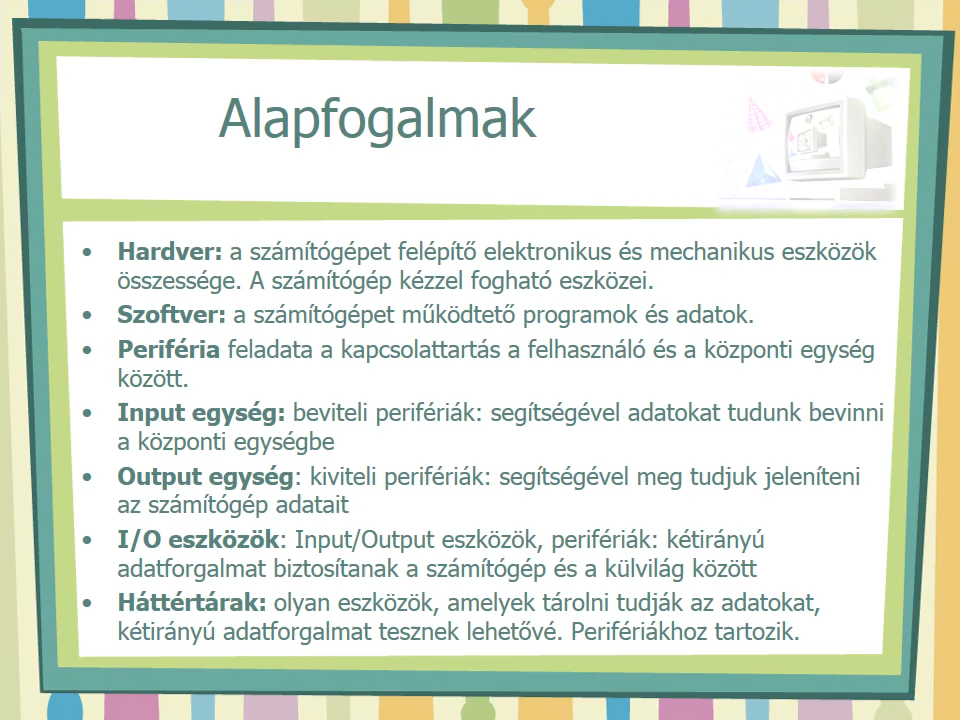 Alapfogalmak
• Hardver: a számítógépet felépítő elektronikus és mechanikus eszközök
összessége. A számítógép kézzel fogható eszközei.
• Szoftver: a számítógépet működtető programok és adatok.
• Periféria feladata a kapcsolattartás a felhasználó és a központi egység
között.
• Input egység: beviteli perifériák: segítségével adatokat tudunk bevinni
a központi egységbe
• Output egység: kiviteli perifériák: segítségével meg tudjuk jeleníteni
az számítógép adatait
• I/O eszközök: Input/Output eszközök, perifériák: kétirányú
adatforgalmat biztosítanak a számítógép és a külvilág között
• Háttértárak: olyan eszközök, amelyek tárolni tudják az adatokat,
kétirányú adatforgalmat tesznek lehetővé. Perifériákhoz tartozik.